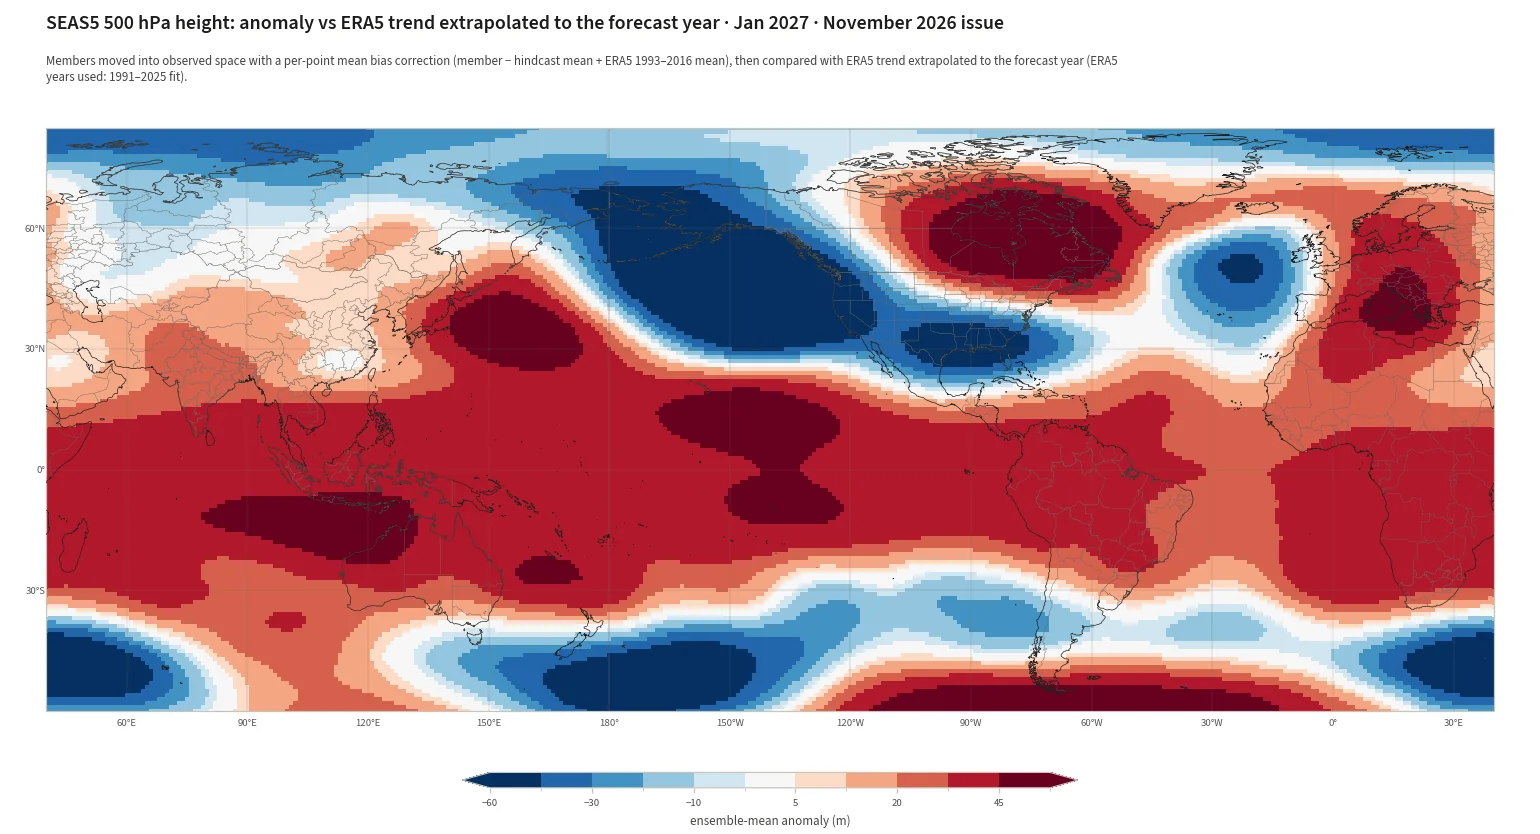 SEAS5 500 hPa height: anomaly vs ERA5 trend extrapolated to the forecast year · Jan 2027 · November 2026 issue
Members moved into observed space with a per-point mean bias correction (member − hindcast mean + ERA5 1993–2016 mean), then compared with ERA5 trend extrapolated to the forecast year (ERA5
years used: 1991–2025 fit).
60°N
30°N
0°
30°S
60°E 90°E 120°E 150°E 180° 150°W 120°W 90°W 60°W 30°W 0° 30°E
−60 −30 −10 5 20 45
ensemble-mean anomaly (m)